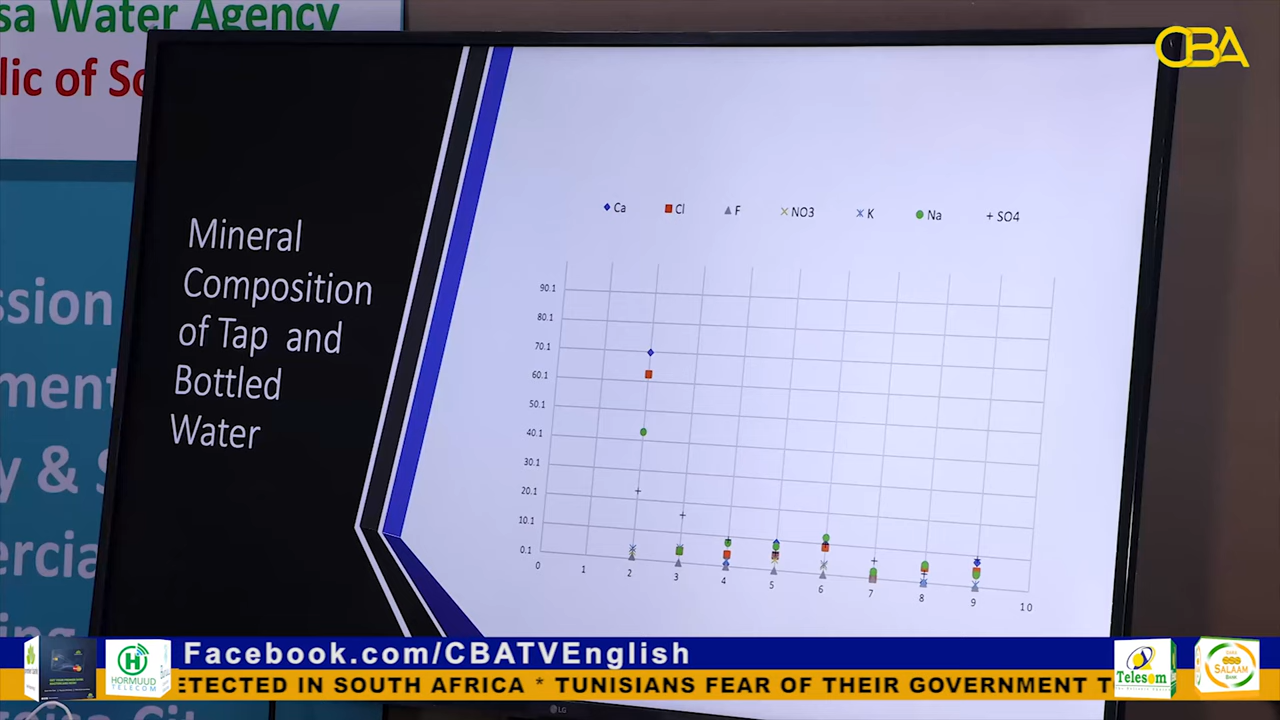 sa Water Agency
lic of So
CBA
ssion
ment
y & S
ercia
Mineral
Composition
of Tap and
Bottled
Water
Ca Cl F NO3 K Na SO4
90.1
80.1
70.1
60.1
50.1
40.1
30.1
20.1
10.1
0.1
0 1 2 3 4 5 6 7 8 9 10
LG
Facebook.com/CBATVEnglish
HORMUUD
TELECOM
ETECTED IN SOUTH AFRICA TUNISIANS FEAR OF THEIR GOVERNMENT T
Telesom
SALAAM
BANK